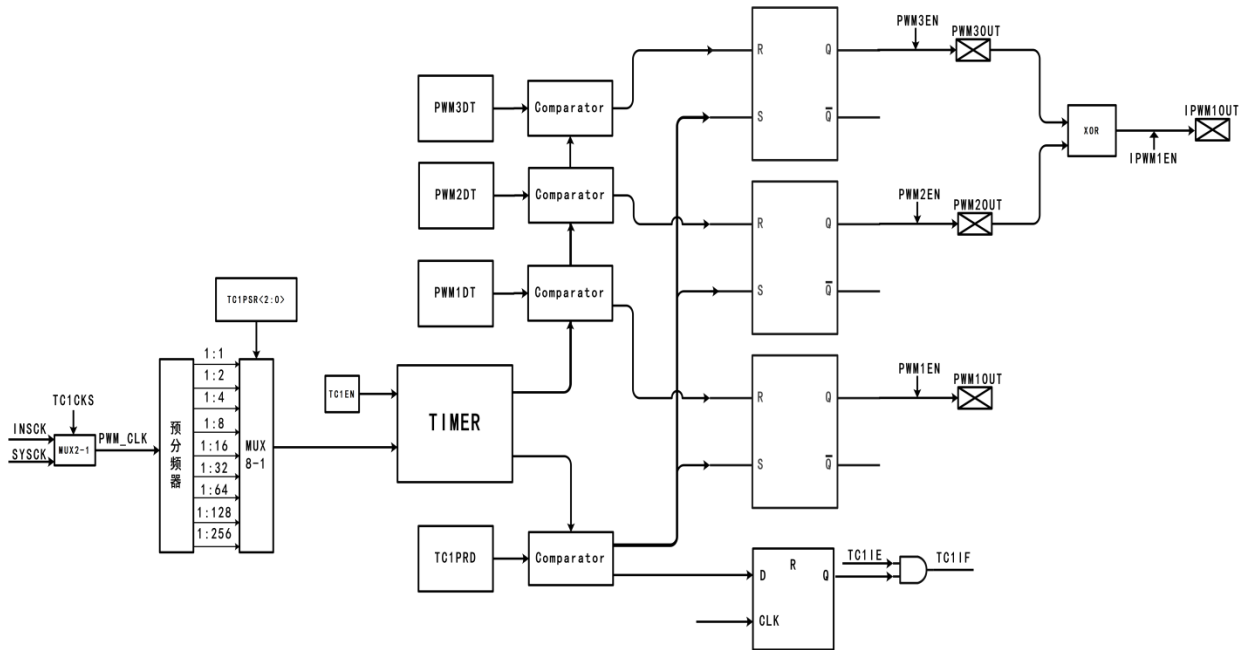 PWM3EN
PWM3OUT
R
Q
PWM3DT
Comparator
S
Q
XOR
IPWM1OUT
IPWM1EN
PWM2DT
Comparator
R
Q
PWM2EN
PWM2OUT
PWM1DT
Comparator
S
Q
TC1PSR<2:0>
1:1
1:2
1:4
1:8
1:16
1:32
1:64
1:128
1:256
TC1CKS
INSCK
SYSCK
MUX2-1
PWM_CLK
预分频器
MUX
8-1
TC1EN
TIMER
R
Q
PWM1EN
PWM1OUT
S
Q
TC1PRD
Comparator
D
R
Q
CLK
TC1IE
TC1IF